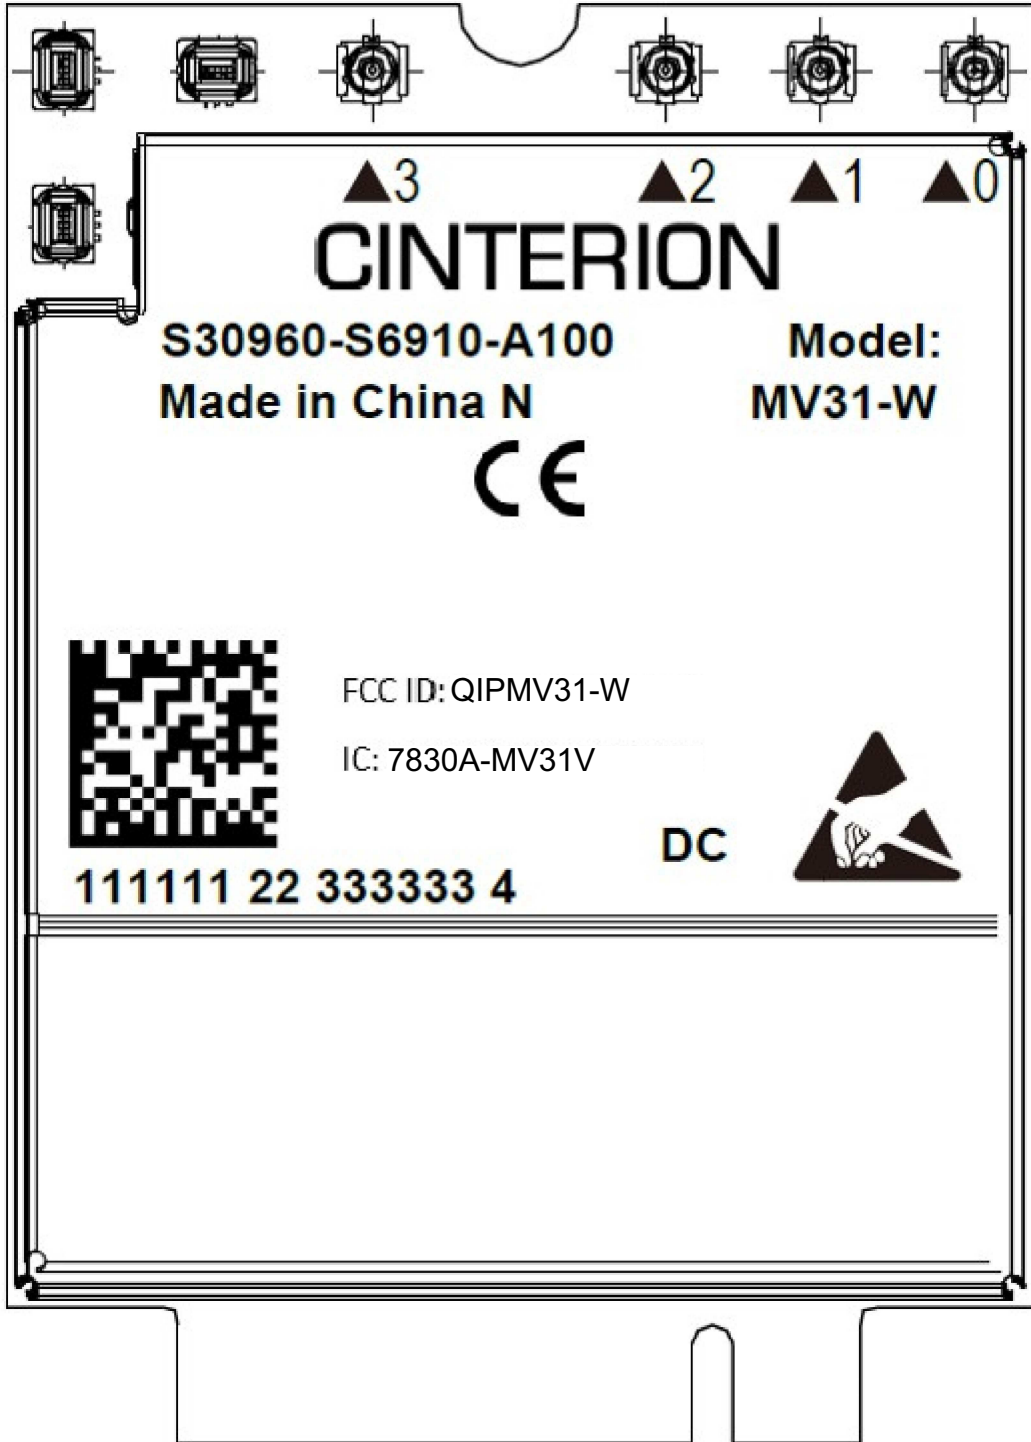 ▲3 ▲2 ▲1 ▲0
CINTERION
S30960-S6910-A100 Model:
Made in China N MV31-W
CE
FCC ID: QIPMV31-W
IC: 7830A-MV31V
DC
111111 22 333333 4